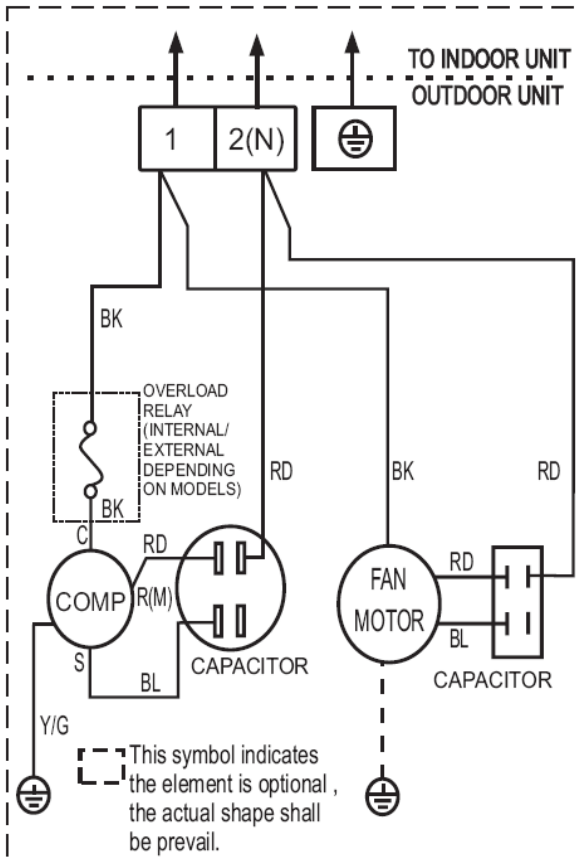 TO INDOOR UNIT
OUTDOOR UNIT
1
2(N)
BK
OVERLOAD
RELAY
(INTERNAL/
EXTERNAL
DEPENDING
ON MODELS)
RD
BK
RD
BK
C
RD
COMP
R(M)
S
BL
CAPACITOR
FAN
MOTOR
RD
BL
CAPACITOR
Y/G
This symbol indicates
the element is optional ,
the actual shape shall
be prevail.